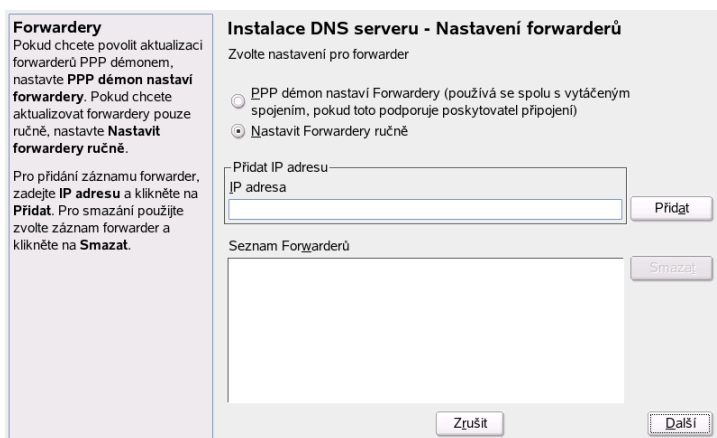 Forwardery
Pokud chcete povolit aktualizaci
forwarderů PPP démonem,
nastavte PPP démon nastaví
forwardery. Pokud chcete
aktualizovat forwardery pouze
ručně, nastavte Nastavit
forwardery ručně.
Pro přidání záznamu forwarder,
zadejte IP adresu a klikněte na
Přidat. Pro smazání použijte
zvolte záznam forwarder a
klikněte na Smazat.
Instalace DNS serveru - Nastavení forwarderů
Zvolte nastavení pro forwarder
PPP démon nastaví Forwardery (používá se spolu s vytáčeným
spojením, pokud toto podporuje poskytovatel připojení)
Nastavit Forwardery ručně
Přidat IP adresu
IP adresa
Přidat
Seznam Forwarderů
Smazat
Zrušit
Další